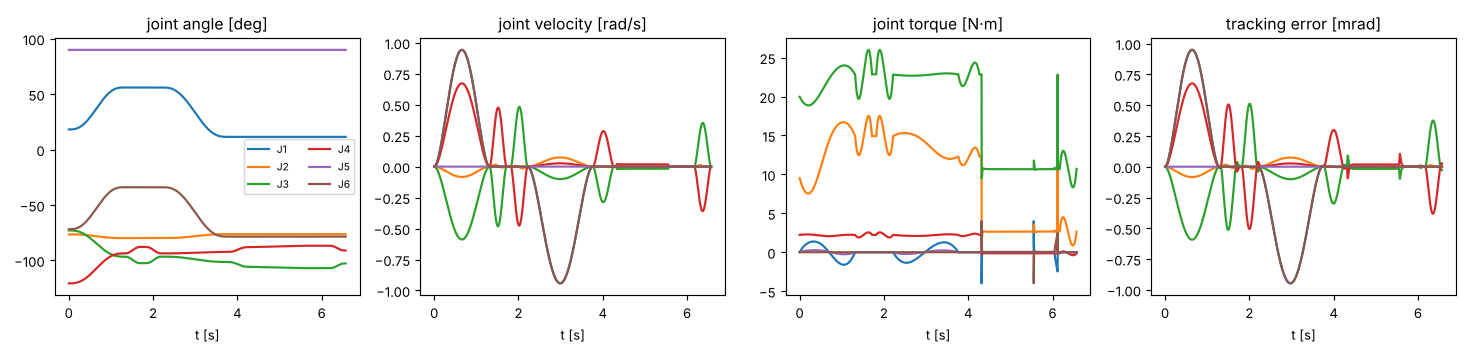 joint angle [deg]
100
50
0
−50
−100
0 2 4 6
t [s]
J1 J4
J2 J5
J3 J6
joint velocity [rad/s]
1.00
0.75
0.50
0.25
0.00
−0.25
−0.50
−0.75
−1.00
0 2 4 6
t [s]
joint torque [N·m]
25
20
15
10
5
0
−5
0 2 4 6
t [s]
tracking error [mrad]
1.00
0.75
0.50
0.25
0.00
−0.25
−0.50
−0.75
−1.00
0 2 4 6
t [s]